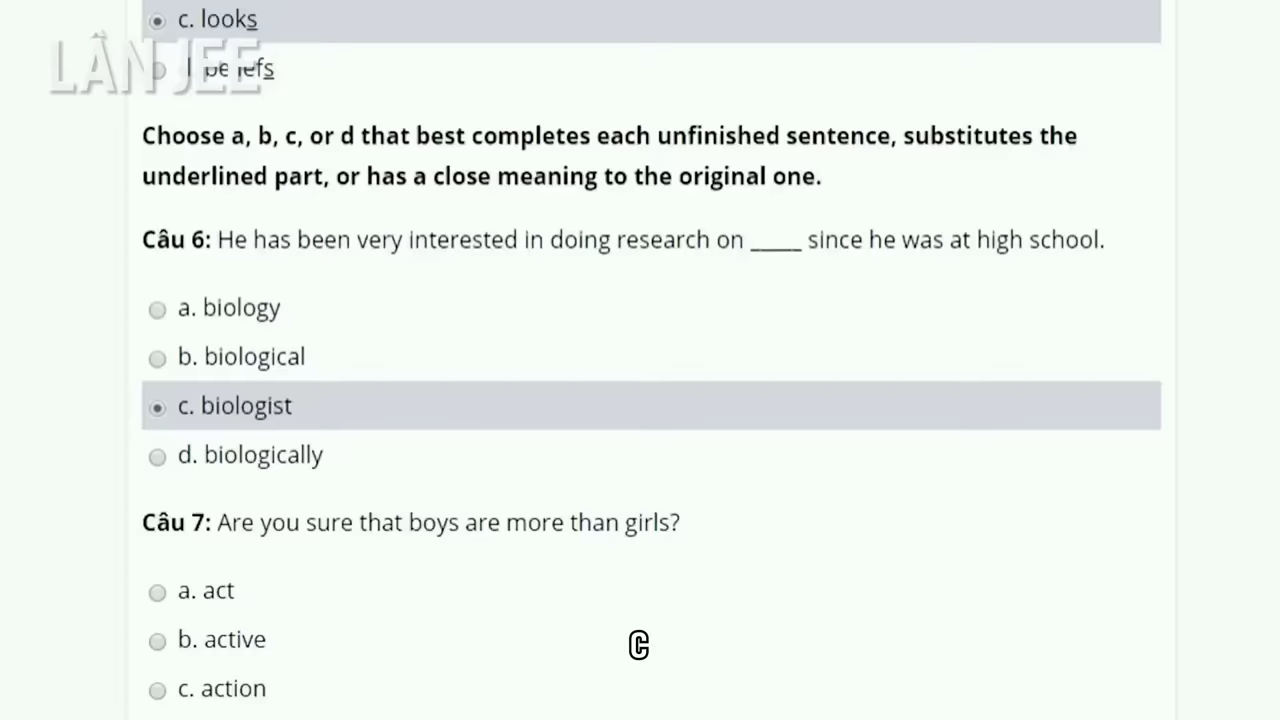 c. looks
LÂN JEE
Choose a, b, c, or d that best completes each unfinished sentence, substitutes the
underlined part, or has a close meaning to the original one.
Câu 6: He has been very interested in doing research on _____ since he was at high school.
a. biology
b. biological
c. biologist
d. biologically
Câu 7: Are you sure that boys are more than girls?
a. act
b. active
C
c. action